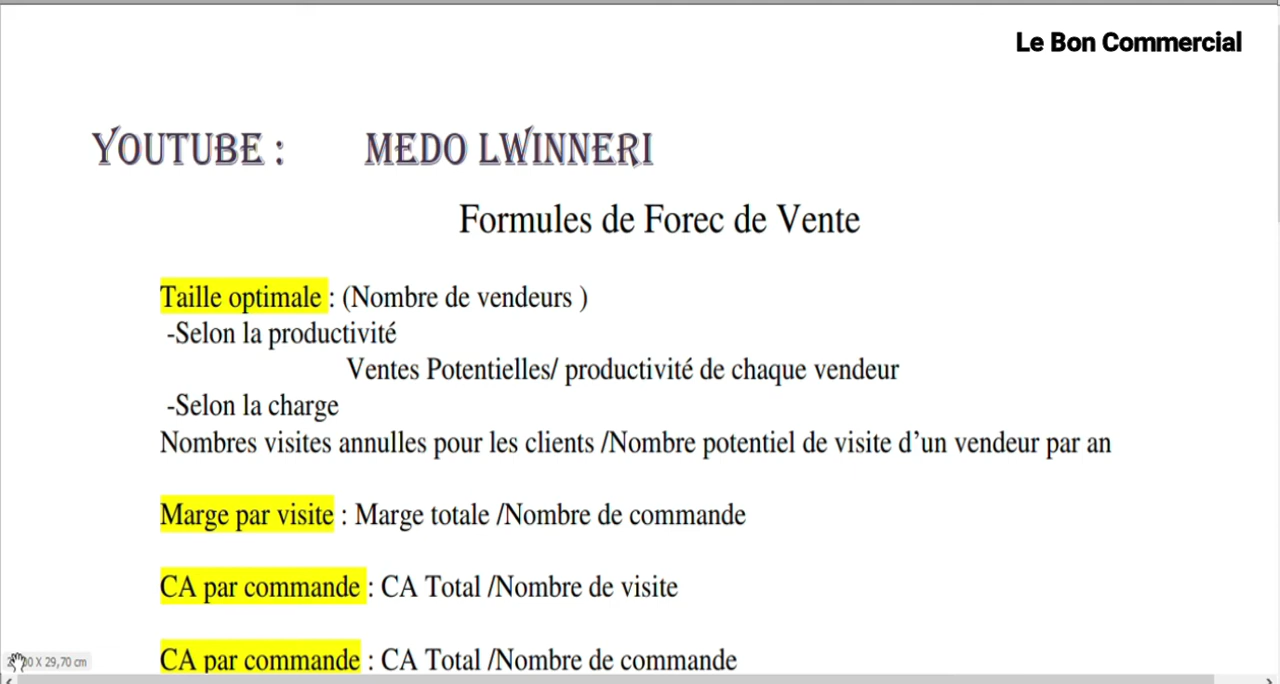 Le Bon Commercial
YOUTUBE : MEDO LWINNERI
Formules de Forec de Vente
Taille optimale : (Nombre de vendeurs )
-Selon la productivité
Ventes Potentielles/ productivité de chaque vendeur
-Selon la charge
Nombres visites annulles pour les clients /Nombre potentiel de visite d’un vendeur par an
Marge par visite : Marge totale /Nombre de commande
CA par commande : CA Total /Nombre de visite
CA par commande : CA Total /Nombre de commande
X 29,70 cm